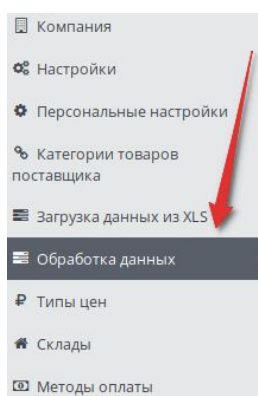 Компания
Настройки
Персональные настройки
Категории товаров
поставщика
Загрузка данных из XLS
Обработка данных
₽ Типы цен
Склады
Методы оплаты